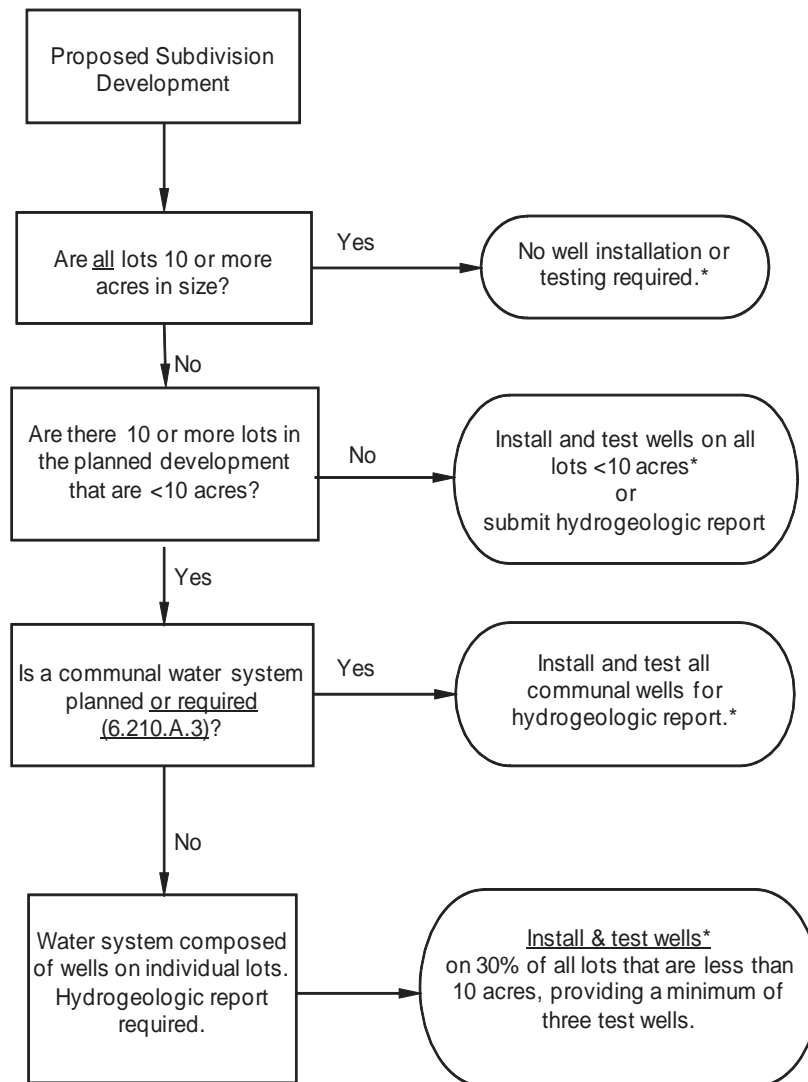 Proposed Subdivision
Development
Are all lots 10 or more
acres in size?
Yes
No well installation or
testing required.*
No
Are there 10 or more lots in
the planned development
that are <10 acres?
No
Install and test wells on all
lots <10 acres*
or
submit hydrogeologic report
Yes
Is a communal water system
planned or required
(6.210.A.3)?
Yes
Install and test all
communal wells for
hydrogeologic report.*
No
Water system composed
of wells on individual lots.
Hydrogeologic report
required.
Install & test wells*
on 30% of all lots that are less than
10 acres, providing a minimum of
three test wells.